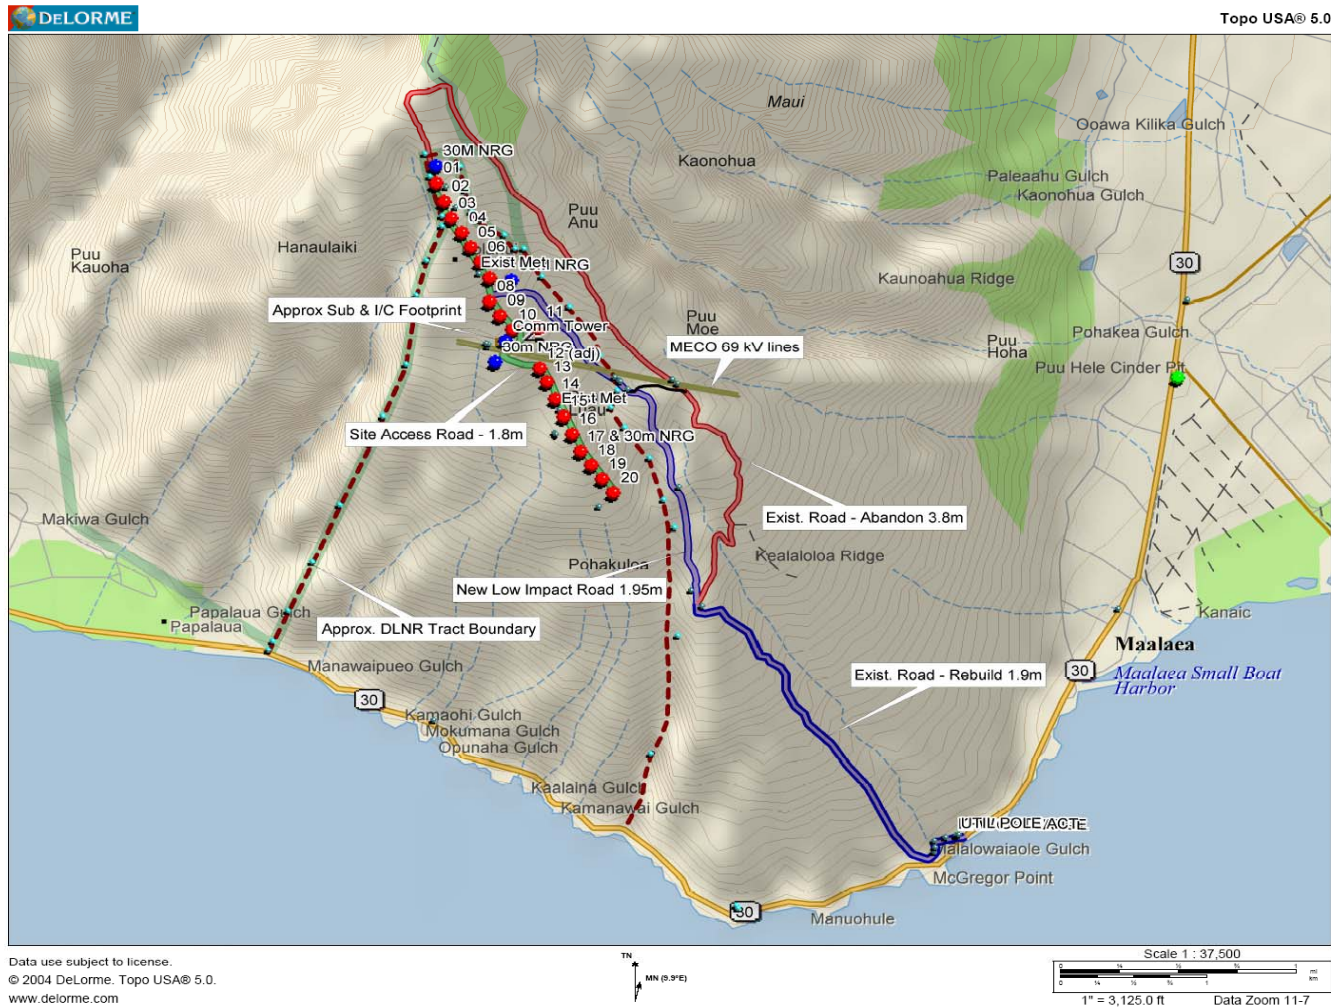 DELORME
Topo USA® 5.0
Maui
Ooawa Kilika Gulch
30M NRG
Kaonohua
01
Paleaahu Gulch
02
Kaonohua Gulch
03
Puu
Anu
04
05
Hanaulaiki
06
Puu
Kauoha
Exist Met
NRG
30
Kaunoahua Ridge
08
09
Approx Sub & I/C Footprint
10
11
Puu
Moe
Comm Tower
Pohakea Gulch
Puu
Hoha
MECO 69 kV lines
30m NRG
12 (adj)
13
Puu Hele Cinder Pit
14
Exist Met
15
16
Site Access Road - 1.8m
17 & 30m NRG
18
19
20
Exist. Road - Abandon 3.8m
Makiwa Gulch
Kealaloloa Ridge
Pohakuloa
New Low Impact Road 1.95m
Papalaua Gulch
Papalaua
Kanaic
Approx. DLNR Tract Boundary
Maalaea
Manawaipueo Gulch
30
Maalaea Small Boat
Harbor
Exist. Road - Rebuild 1.9m
30
Kamaohi Gulch
Mokumana Gulch
Opunaha Gulch
Kaalaina Gulch
Kamanawai Gulch
UTIL POLE/ACTE
Malalowaiaole Gulch
McGregor Point
30
Manuohule
Data use subject to license.
© 2004 DeLorme. Topo USA® 5.0.
www.delorme.com
TN
MN (9.9°E)
Scale 1 : 37,500
mi
km
1" = 3,125.0 ft
Data Zoom 11-7